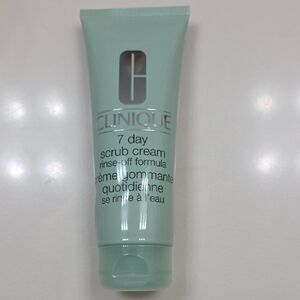 C
CLINIQUE
7 day
scrub cream
rinse-off formula
crème gommante
quotidienne
se rince à l'eau